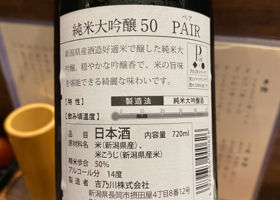 純米大吟醸50 PAIR
ペア
新潟県産酒造好適米で醸した純米大
吟醸。穏やかな吟醸香で、米の旨味
を堪能できる綺麗な味わいです。
【特性】 製造法 純米大吟醸酒
【飲み頃温度】
品目 日本酒 720ml
原材料名 米(新潟県産)、
米こうじ(新潟県産米)
精米歩合 50%
アルコール分 14度
製造者 吉乃川株式会社
新潟県長岡市摂田屋4丁目8番12号